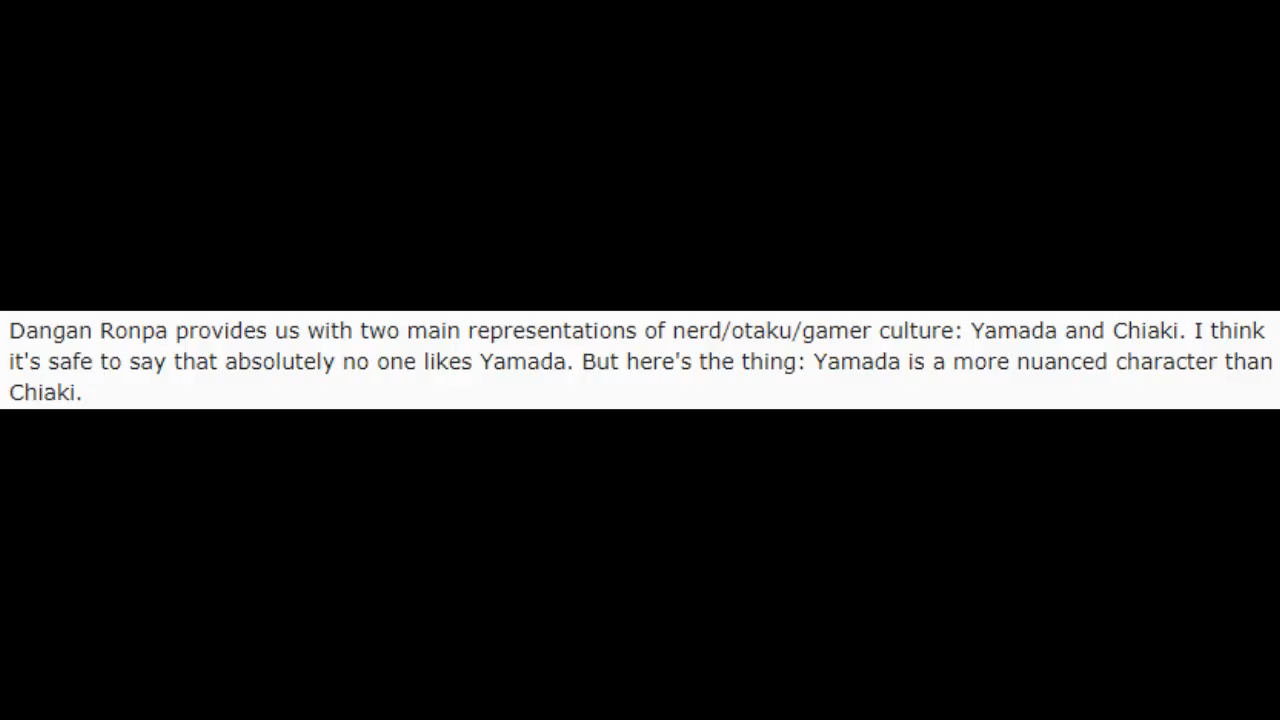 Dangan Ronpa provides us with two main representations of nerd/otaku/gamer culture: Yamada and Chiaki. I think
it's safe to say that absolutely no one likes Yamada. But here's the thing: Yamada is a more nuanced character than
Chiaki.